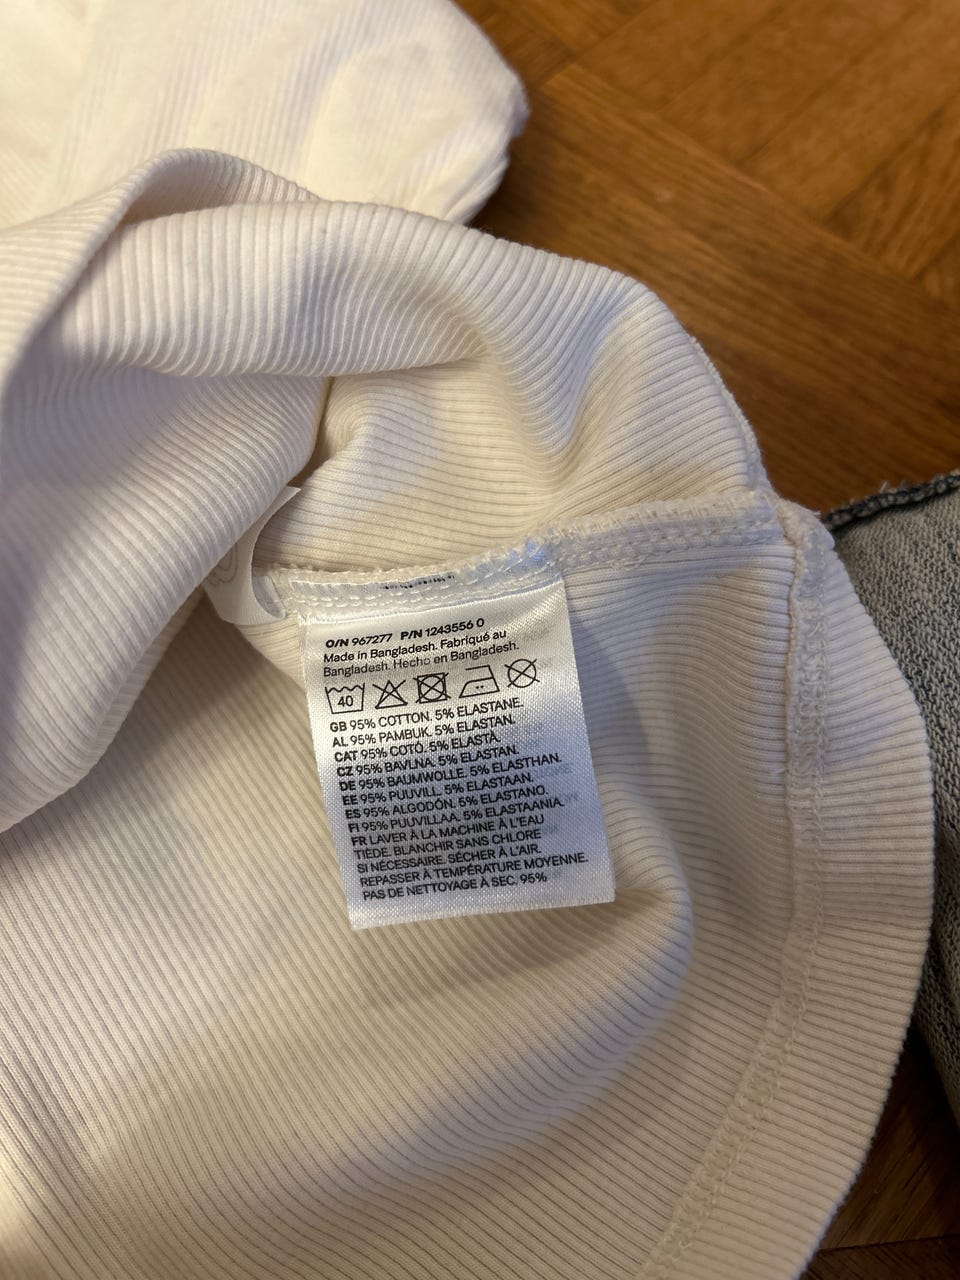 O/N 967277 P/N 1243556 0
Made in Bangladesh. Fabriqué au
Bangladesh. Hecho en Bangladesh.
40
GB 95% COTTON. 5% ELASTANE.
AL 95% PAMBUK. 5% ELASTAN.
CAT 95% COTÓ. 5% ELASTÀ.
CZ 95% BAVLNA. 5% ELASTAN.
DE 95% BAUMWOLLE. 5% ELASTHAN.
EE 95% PUUVILL. 5% ELASTAAN.
ES 95% ALGODÓN. 5% ELASTANO.
FI 95% PUUVILLAA. 5% ELASTAANIA.
FR LAVER À LA MACHINE À L'EAU
TIÈDE. BLANCHIR SANS CHLORE
SI NÉCESSAIRE. SÉCHER À L'AIR.
REPASSER À TEMPÉRATURE MOYENNE.
PAS DE NETTOYAGE À SEC. 95%